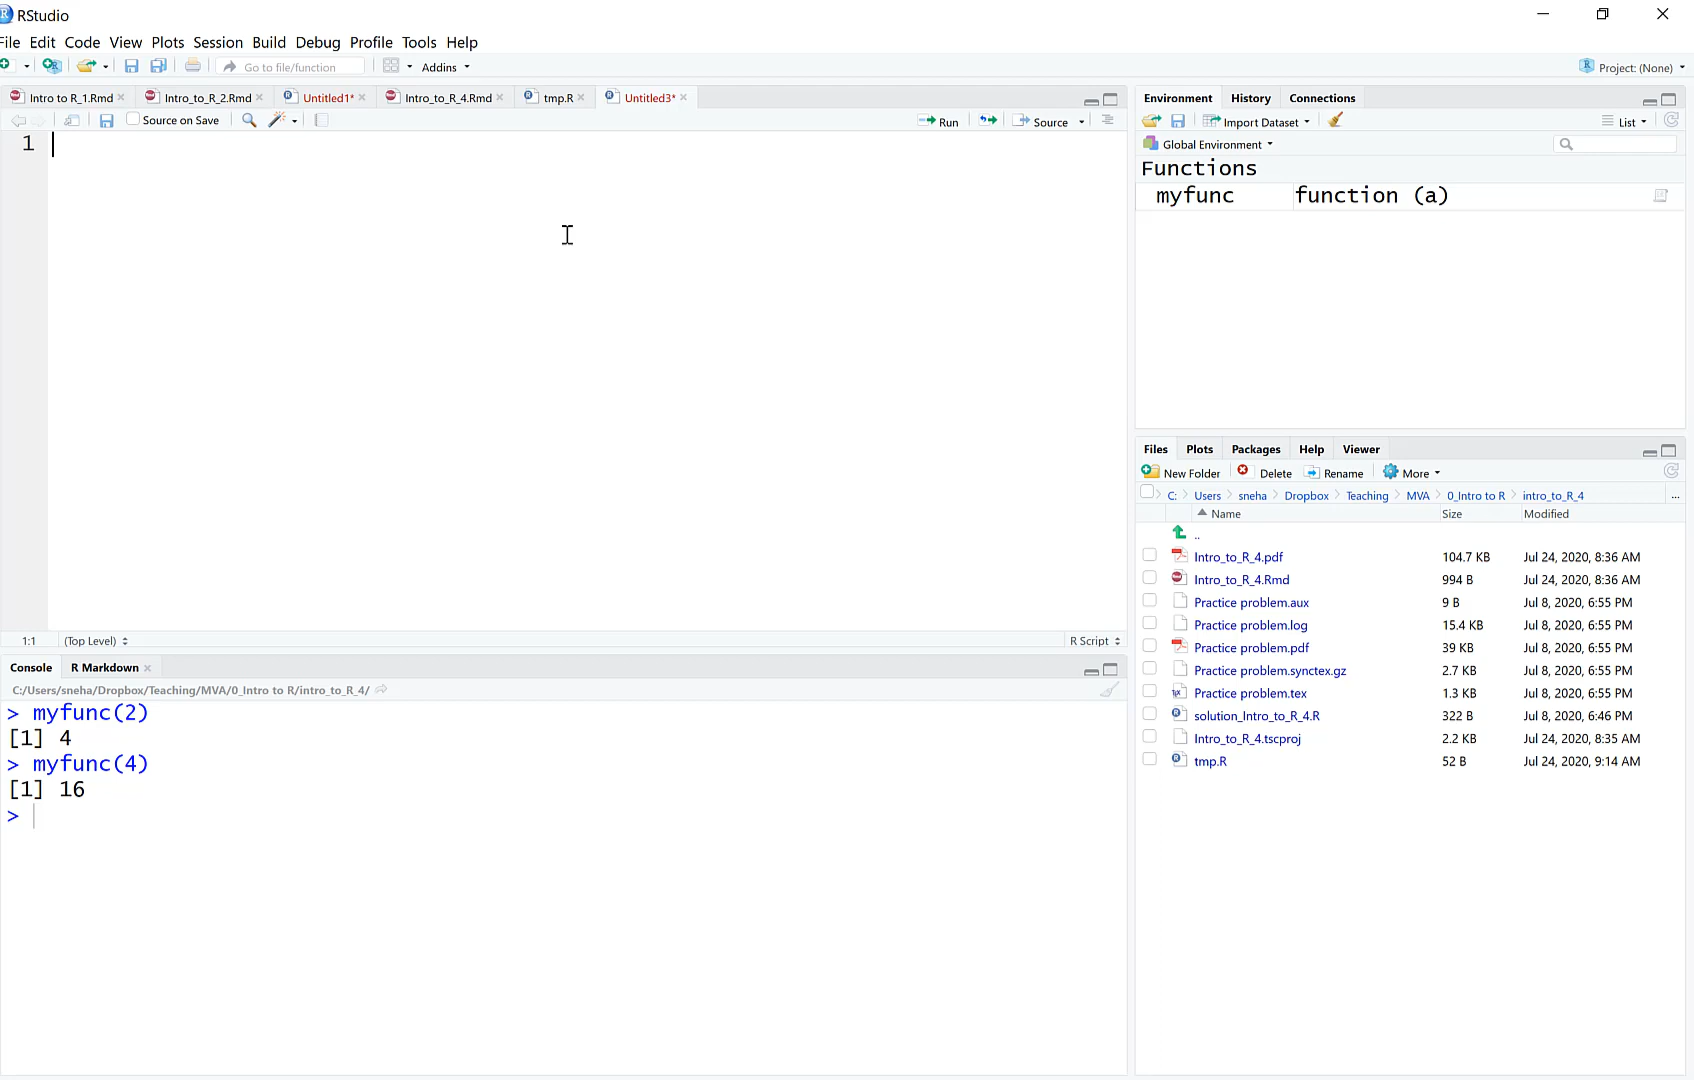 RStudio
File Edit Code View Plots Session Build Debug Profile Tools Help
Go to file/function
Addins
Project: (None)
Intro to R_1.Rmd
Intro_to_R_2.Rmd
Untitled1*
Intro_to_R_4.Rmd
tmp.R
Untitled3*
Source on Save
Run
Source
1
1:1
(Top Level)
R Script
Console
R Markdown
C:/Users/sneha/Dropbox/Teaching/MVA/0_Intro to R/intro_to_R_4/
> myfunc(2)
[1] 4
> myfunc(4)
[1] 16
>
Environment
History
Connections
Import Dataset
List
Global Environment
Functions
myfunc function (a)
Files
Plots
Packages
Help
Viewer
New Folder
Delete
Rename
More
C: Users sneha Dropbox Teaching MVA 0_Intro to R intro_to_R_4 ...
Name Size Modified
..
Intro_to_R_4.pdf 104.7 KB Jul 24, 2020, 8:36 AM
Intro_to_R_4.Rmd 994 B Jul 24, 2020, 8:36 AM
Practice problem.aux 9 B Jul 8, 2020, 6:55 PM
Practice problem.log 15.4 KB Jul 8, 2020, 6:55 PM
Practice problem.pdf 39 KB Jul 8, 2020, 6:55 PM
Practice problem.synctex.gz 2.7 KB Jul 8, 2020, 6:55 PM
Practice problem.tex 1.3 KB Jul 8, 2020, 6:55 PM
solution_Intro_to_R_4.R 322 B Jul 8, 2020, 6:46 PM
Intro_to_R_4.tscproj 2.2 KB Jul 24, 2020, 8:35 AM
tmp.R 52 B Jul 24, 2020, 9:14 AM